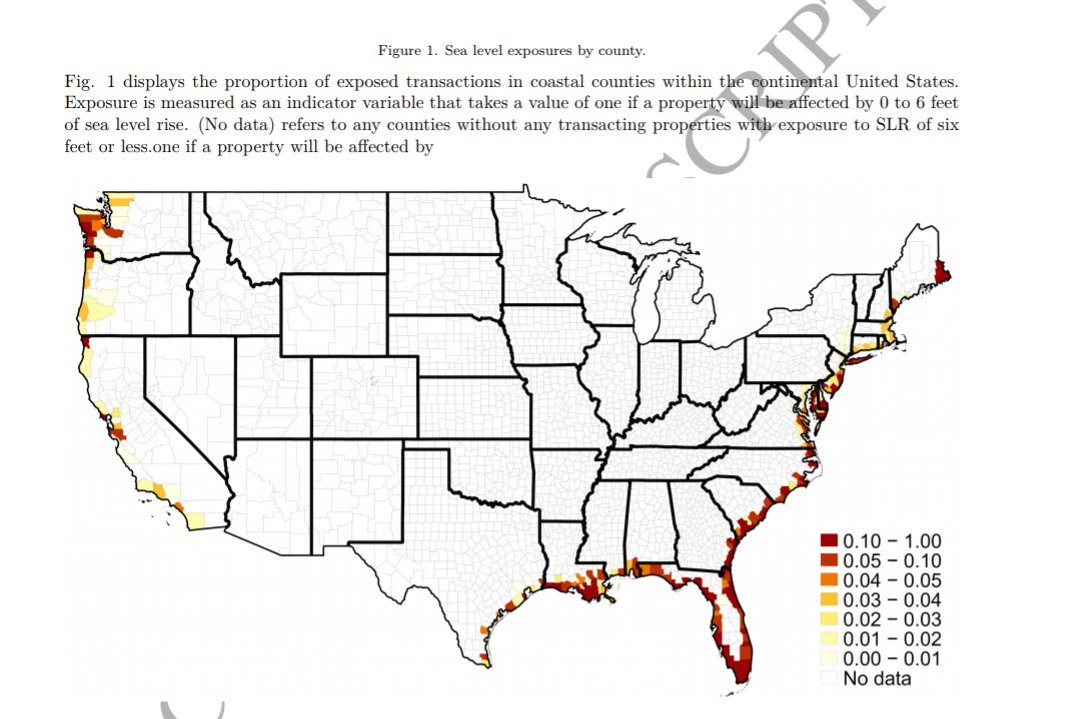 Figure 1. Sea level exposures by county.
Fig. 1 displays the proportion of exposed transactions in coastal counties within the continental United States.
Exposure is measured as an indicator variable that takes a value of one if a property will be affected by 0 to 6 feet
of sea level rise. (No data) refers to any counties without any transacting properties with exposure to SLR of six
feet or less.one if a property will be affected by
SCRIPT
0.10 – 1.00
0.05 – 0.10
0.04 – 0.05
0.03 – 0.04
0.02 – 0.03
0.01 – 0.02
0.00 – 0.01
No data